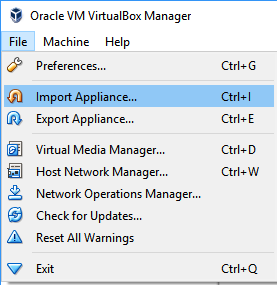 Oracle VM VirtualBox Manager
File Machine Help
Preferences... Ctrl+G
Import Appliance... Ctrl+I
Export Appliance... Ctrl+E
Virtual Media Manager... Ctrl+D
Host Network Manager... Ctrl+W
Network Operations Manager...
Check for Updates...
Reset All Warnings
Exit Ctrl+Q